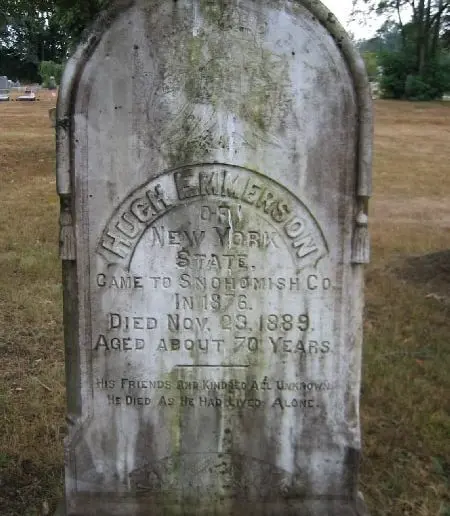 HUGH EMMERSON
OF
NEW YORK
STATE,
CAME TO SNOHOMISH CO.
IN 1876.
DIED NOV. 29, 1889.
AGED ABOUT 70 YEARS
HIS FRIENDS AND KINDRED ALL UNKNOWN
HE DIED AS HE HAD LIVED ALONE.